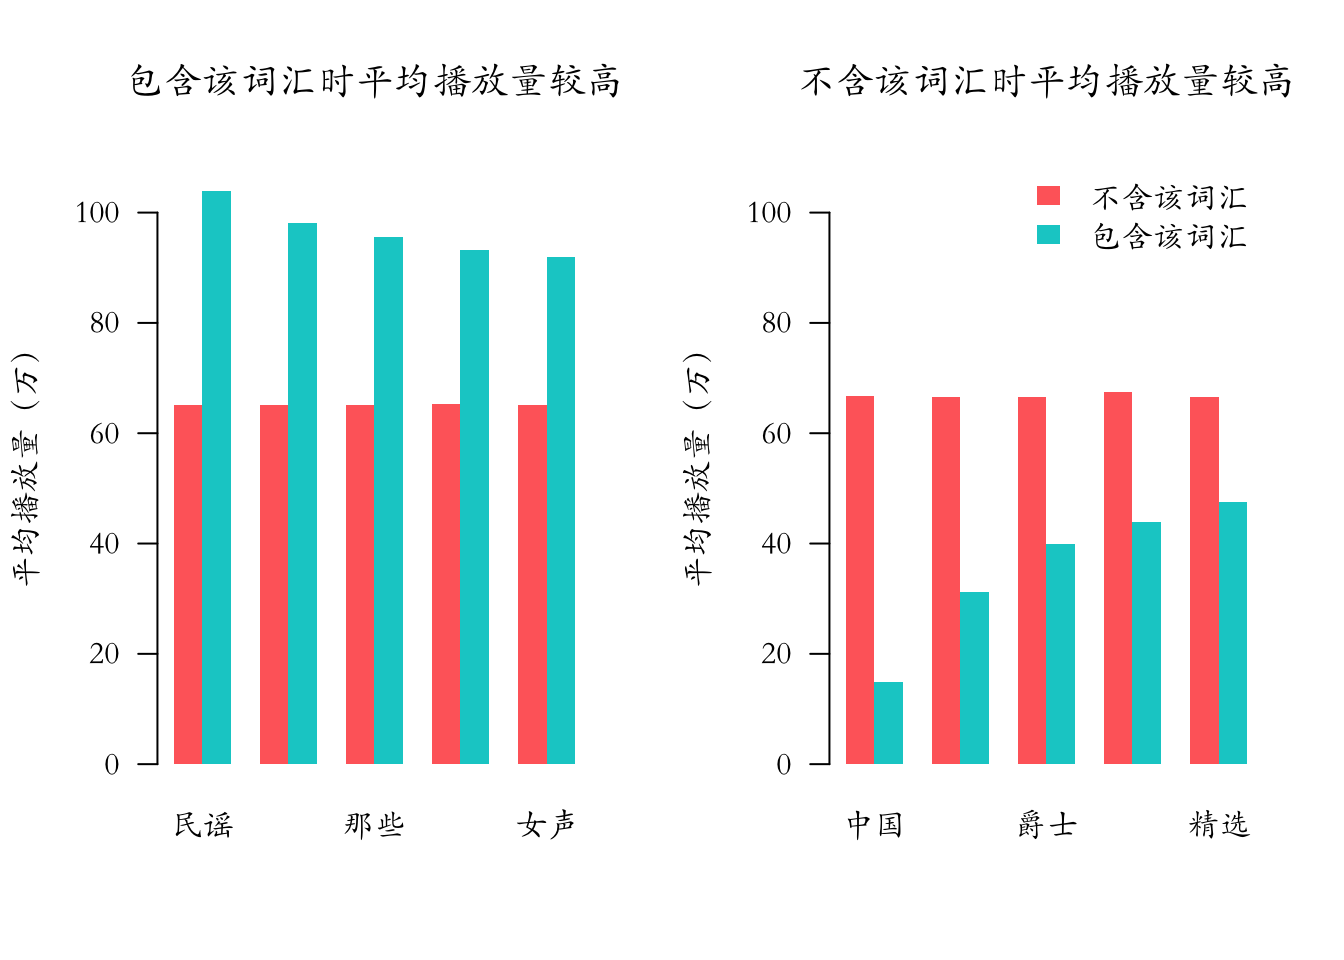 包含该词汇时平均播放量较高
平均播放量（万）
100
80
60
40
20
0
民谣
那些
女声
不含该词汇时平均播放量较高
不含该词汇
包含该词汇
平均播放量（万）
100
80
60
40
20
0
中国
爵士
精选